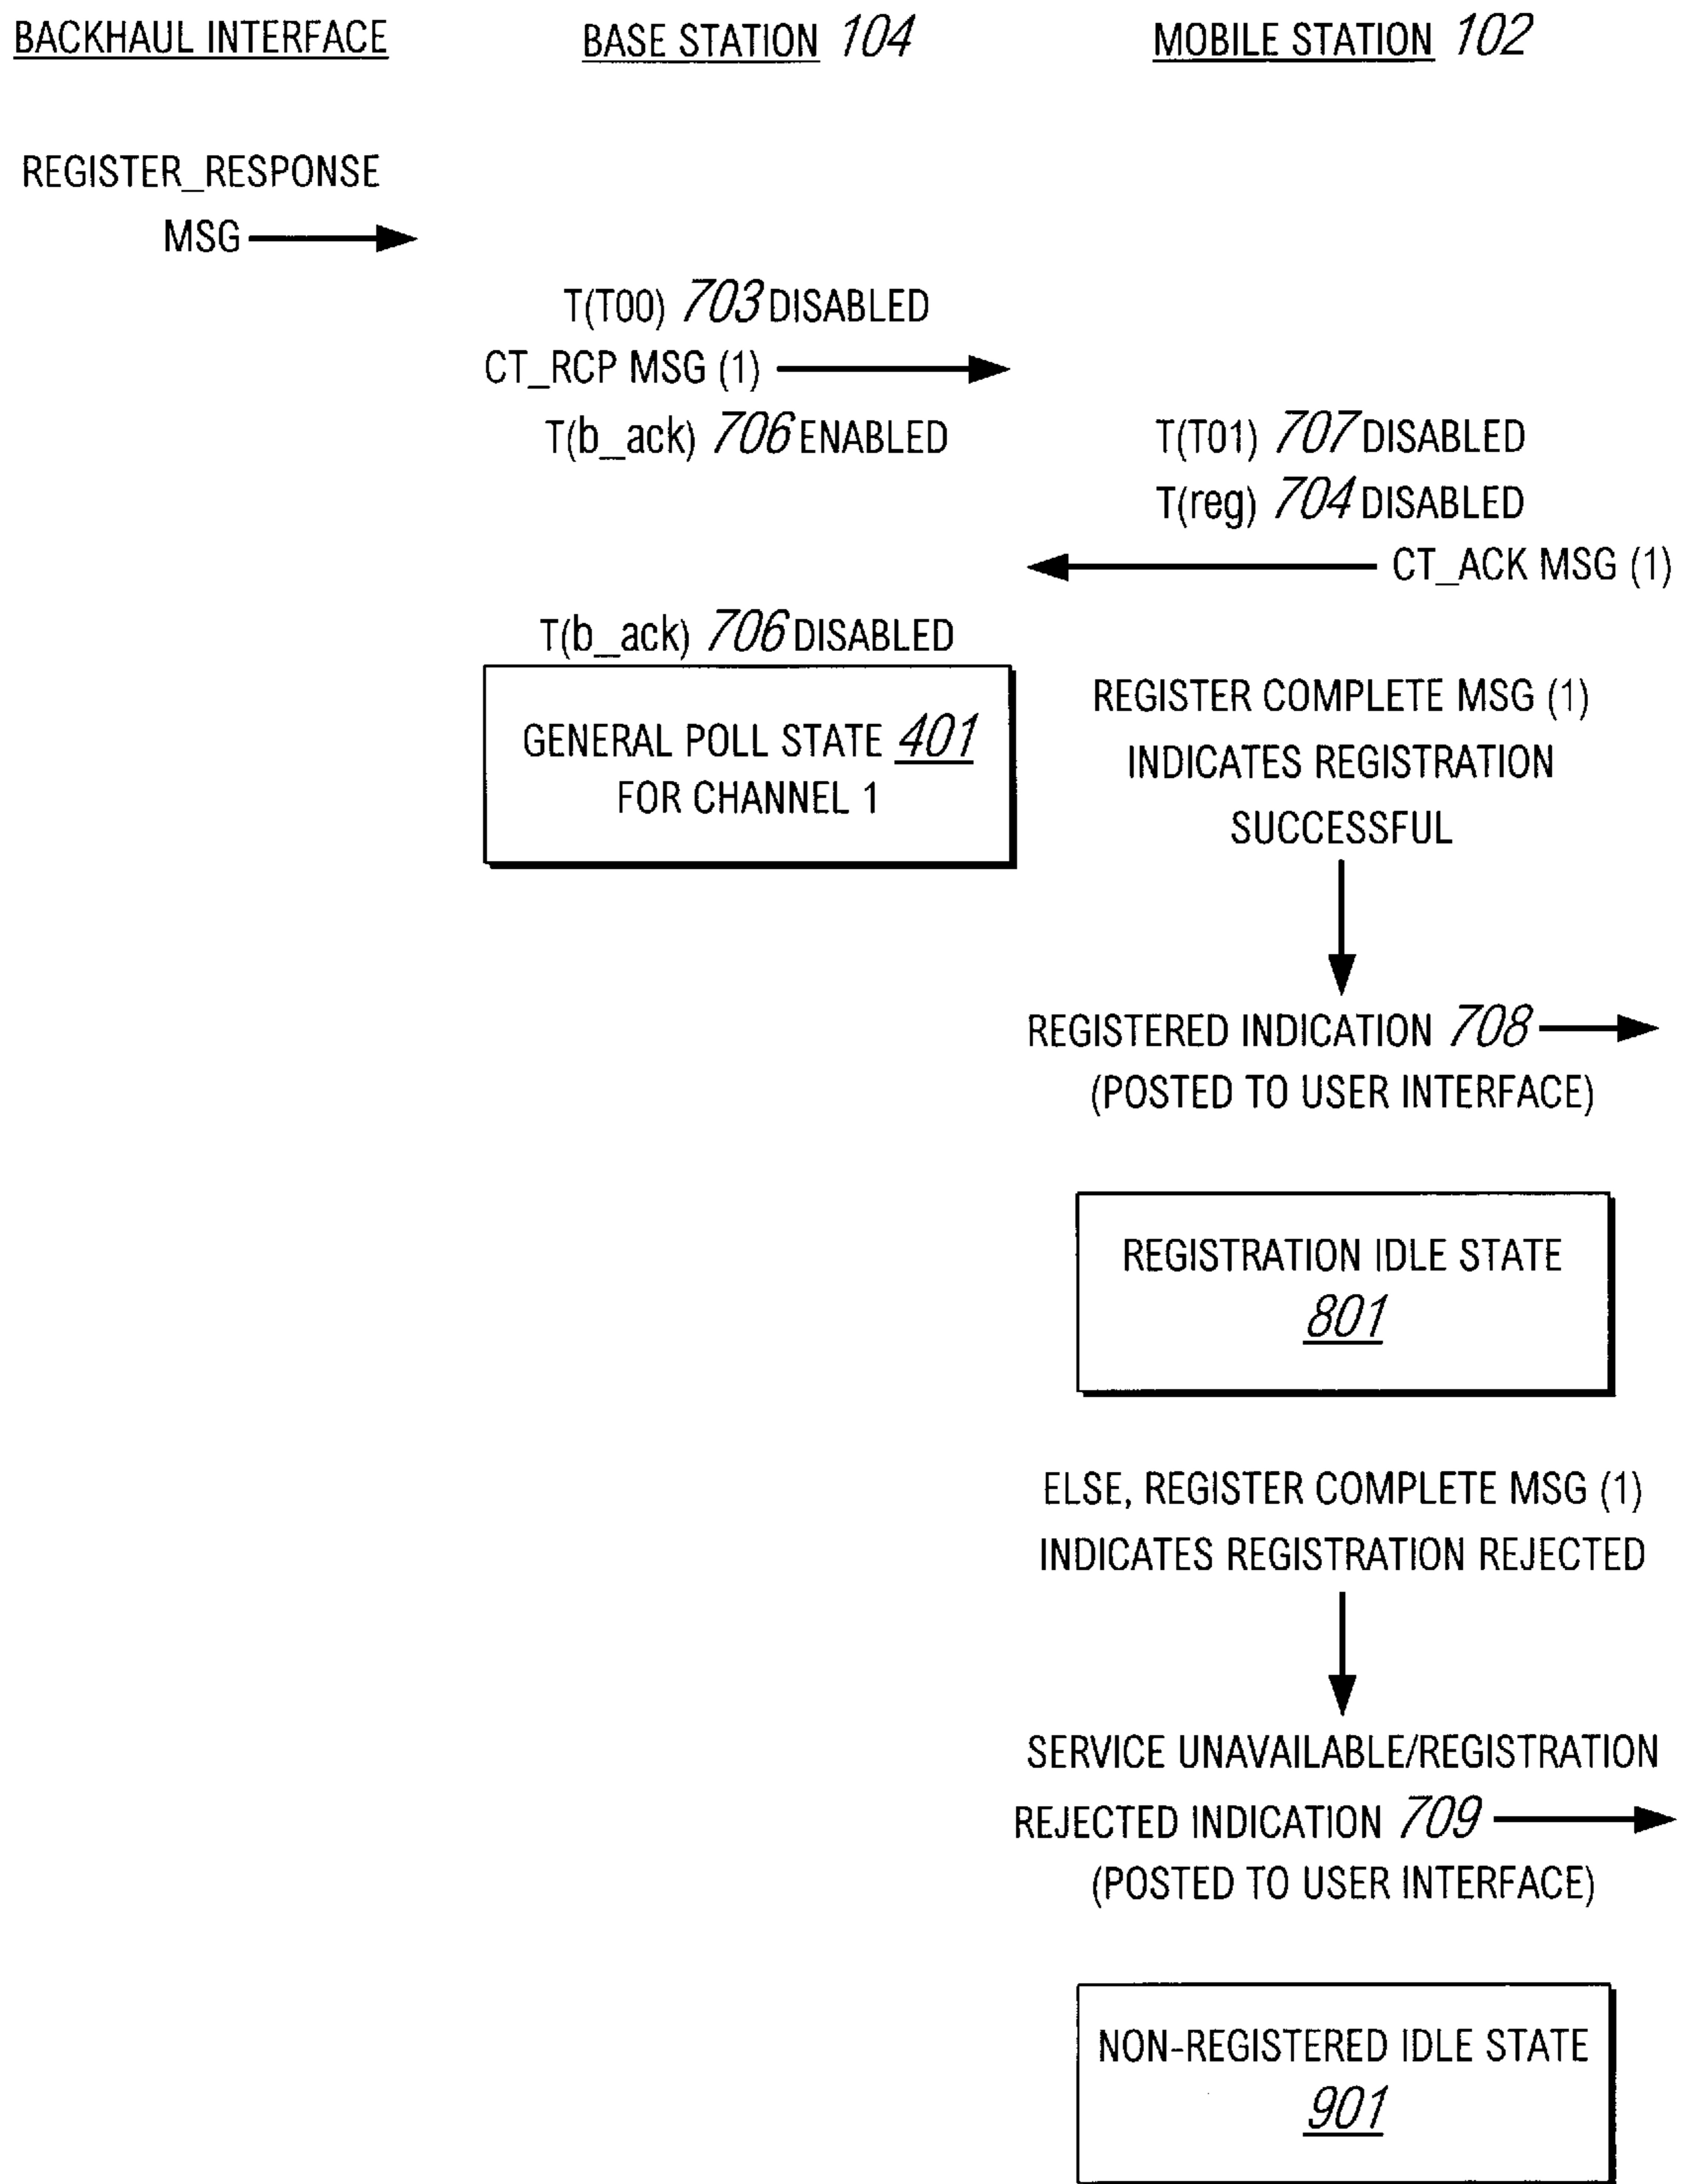 BACKHAUL INTERFACE
BASE STATION 104
MOBILE STATION 102
REGISTER_RESPONSE
MSG
T(T00) 703 DISABLED
CT_RCP MSG (1)
T(b_ack) 706 ENABLED
T(T01) 707 DISABLED
T(reg) 704 DISABLED
CT_ACK MSG (1)
T(b_ack) 706 DISABLED
GENERAL POLL STATE 401
FOR CHANNEL 1
REGISTER COMPLETE MSG (1)
INDICATES REGISTRATION
SUCCESSFUL
REGISTERED INDICATION 708
(POSTED TO USER INTERFACE)
REGISTRATION IDLE STATE
801
ELSE, REGISTER COMPLETE MSG (1)
INDICATES REGISTRATION REJECTED
SERVICE UNAVAILABLE/REGISTRATION
REJECTED INDICATION 709
(POSTED TO USER INTERFACE)
NON-REGISTERED IDLE STATE
901